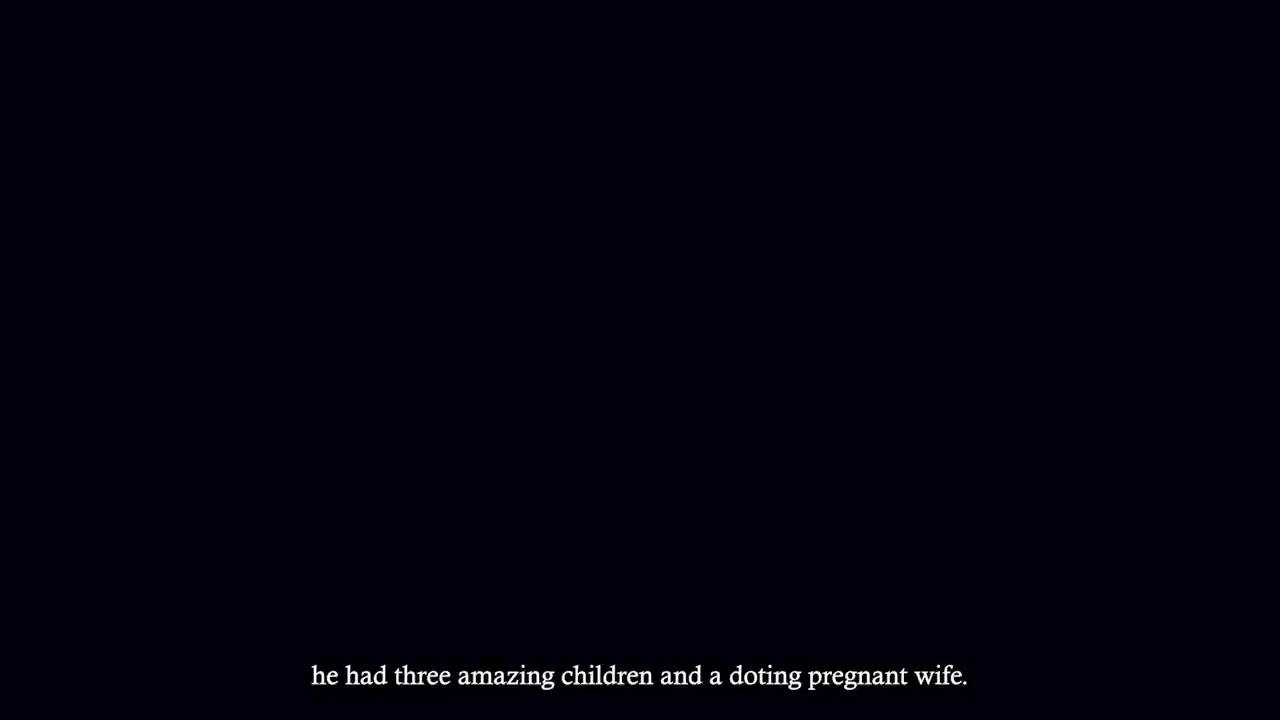 he had three amazing children and a doting pregnant wife.